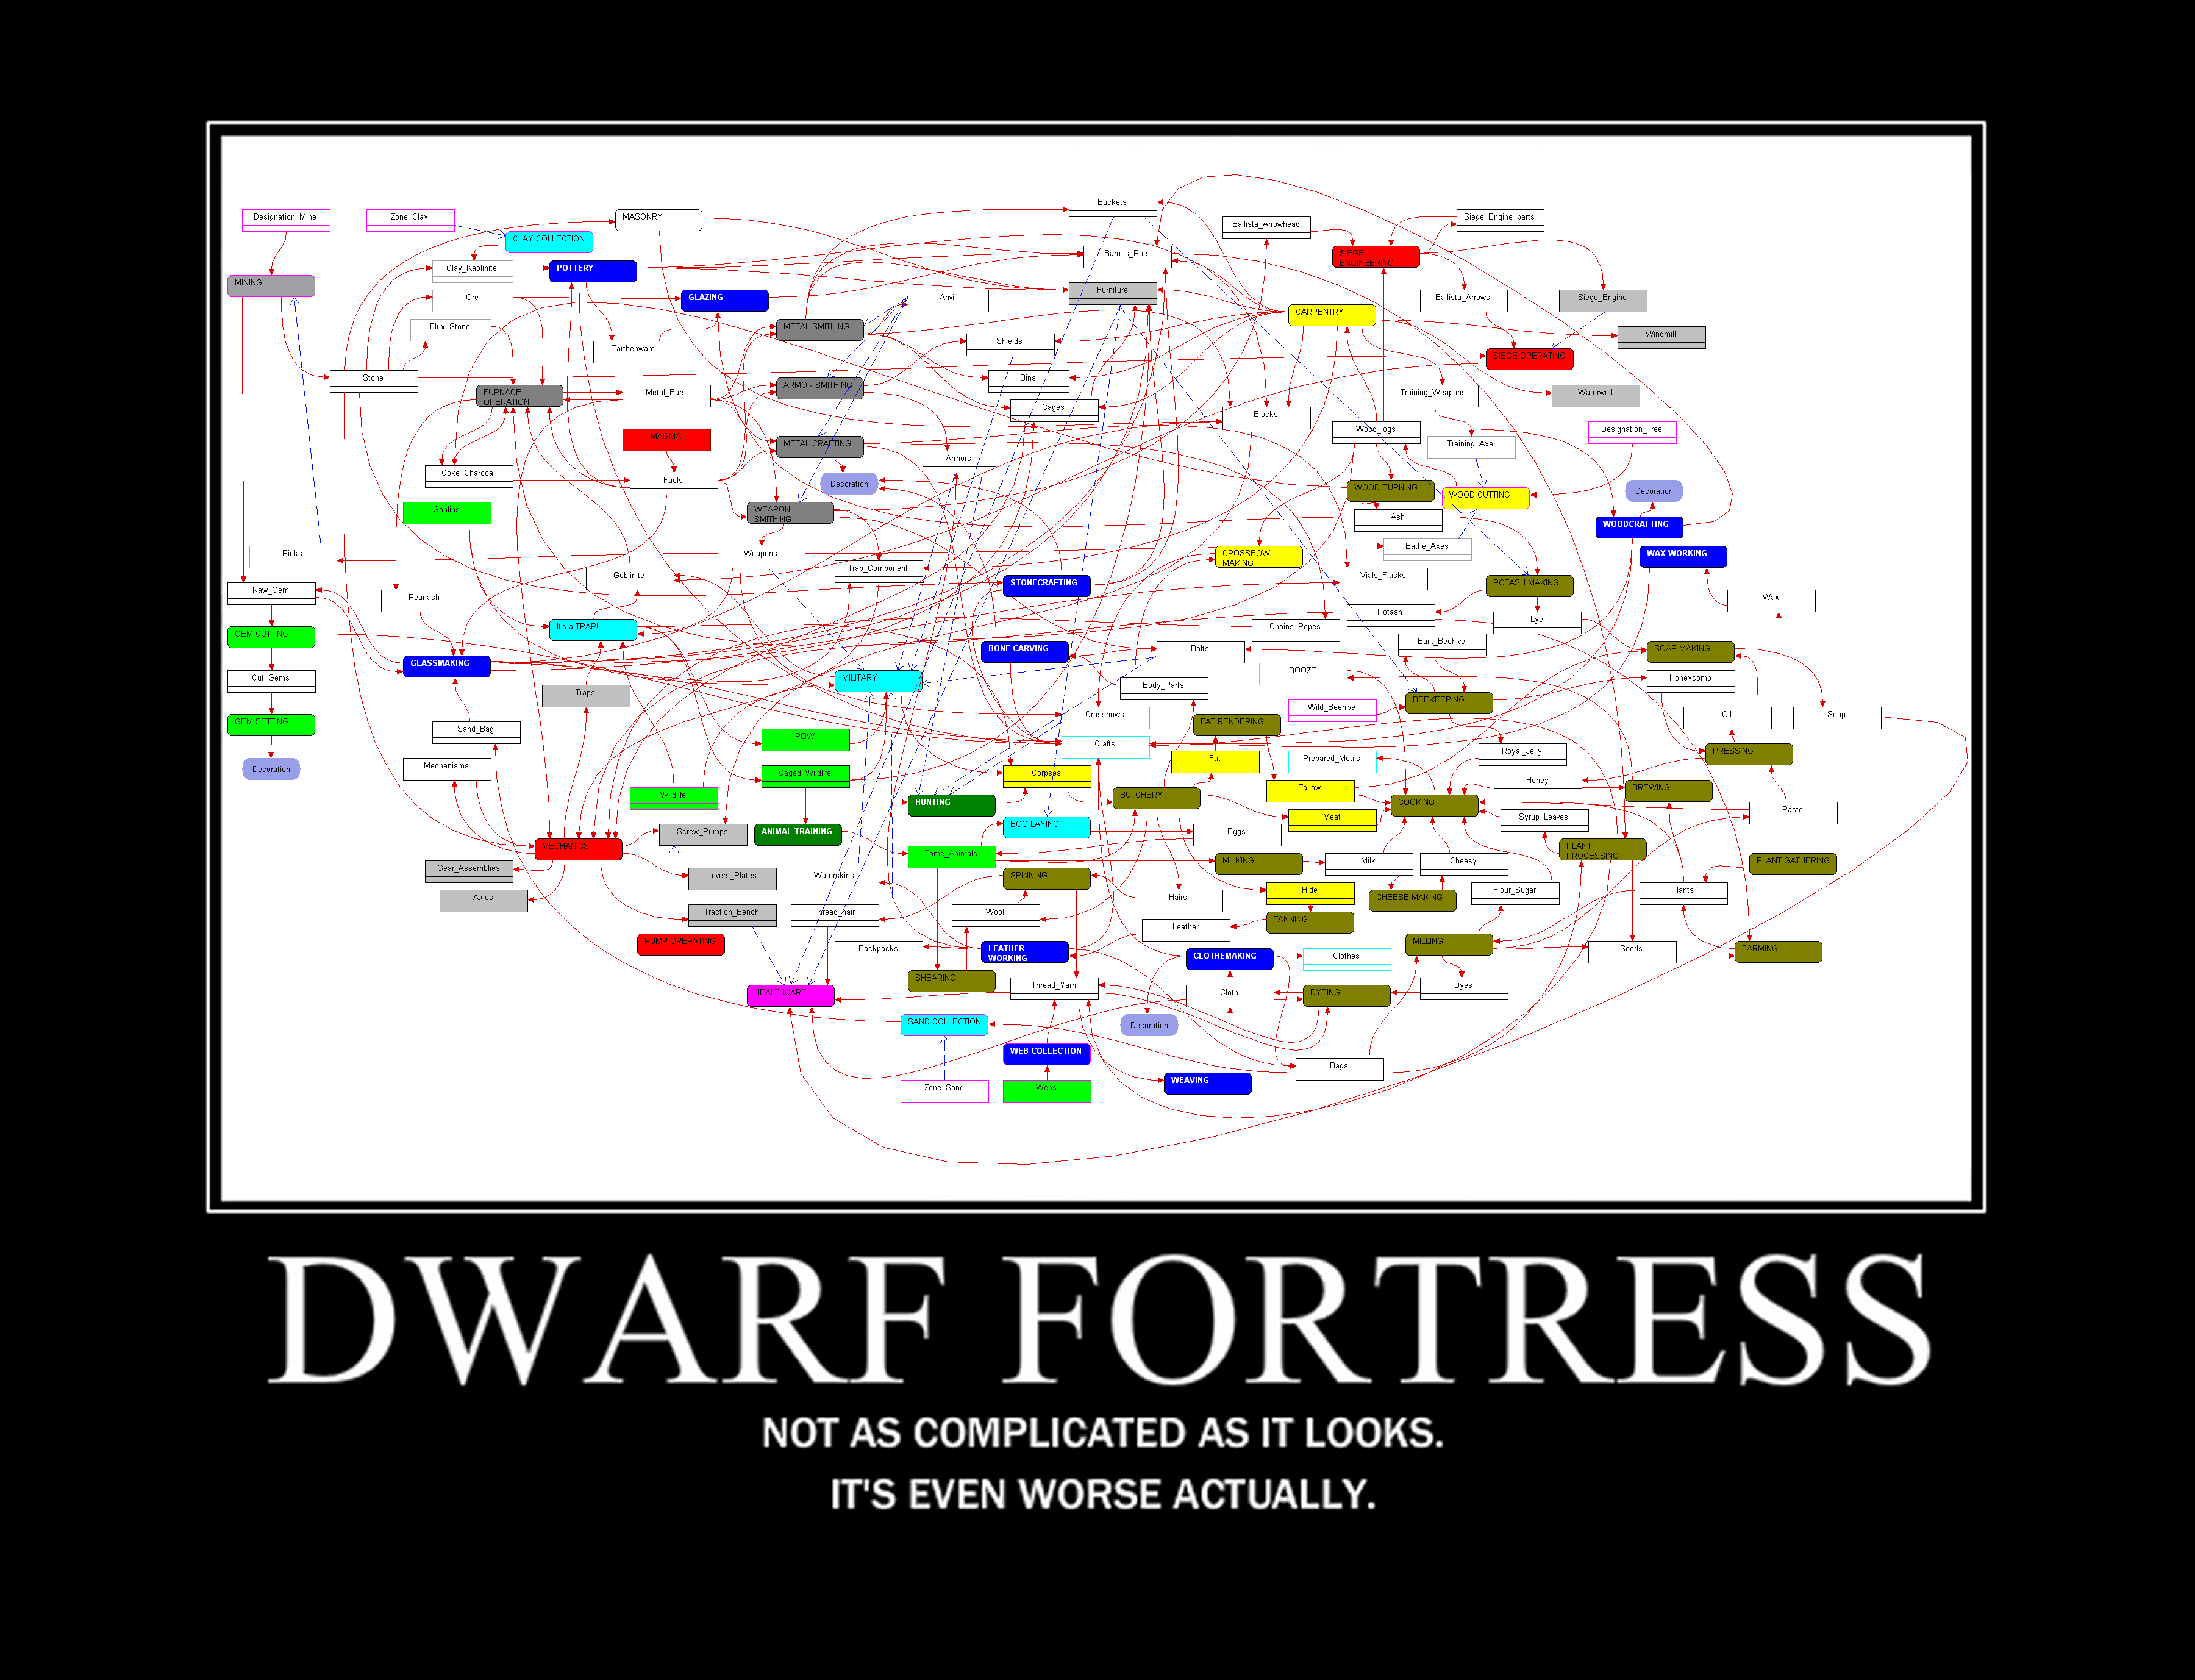 Buckets
Designation_Mine
Zone_Clay
MASONRY
Ballista_Arrowhead
Siege_Engine_parts
CLAY COLLECTION
Barrels_Pots
SIEGE
ENGINEERING
Clay_Kaolinite
POTTERY
MINING
Ore
GLAZING
Anvil
Furniture
Ballista_Arrows
Siege_Engine
Flux_Stone
METAL SMITHING
CARPENTRY
Windmill
Earthenware
Shields
SIEGE OPERATING
Stone
Bins
FURNACE
OPERATION
Metal_Bars
ARMOR SMITHING
Training_Weapons
Waterwell
Cages
Blocks
MAGMA
METAL CRAFTING
Wood_logs
Training_Axe
Designation_Tree
Armors
Coke_Charcoal
Fuels
Decoration
WOOD BURNING
WOOD CUTTING
Decoration
Goblins
WEAPON
SMITHING
Ash
WOODCRAFTING
Picks
Weapons
CROSSBOW
MAKING
Battle_Axes
WAX WORKING
Goblinite
Trap_Component
STONECRAFTING
Vials_Flasks
POTASH MAKING
Raw_Gem
Pearlash
Potash
Lye
Wax
GEM CUTTING
It's a TRAP!
Chains_Ropes
GLASSMAKING
BONE CARVING
Bolts
Built_Beehive
SOAP MAKING
Cut_Gems
MILITARY
BOOZE
Honeycomb
Traps
Body_Parts
Wild_Beehive
BEEKEEPING
GEM SETTING
Sand_Bag
Crossbows
FAT RENDERING
Oil
Soap
POW
Crafts
Royal_Jelly
PRESSING
Decoration
Mechanisms
Caged_Wildlife
Corpses
Fat
Prepared_Meals
Wildlife
HUNTING
BUTCHERY
Tallow
COOKING
Honey
BREWING
Paste
Screw_Pumps
ANIMAL TRAINING
EGG LAYING
Eggs
Meat
Syrup_Leaves
MECHANICS
Tame_Animals
MILKING
Milk
Cheesy
PLANT
PROCESSING
PLANT GATHERING
Gear_Assemblies
Levers_Plates
Waterskins
SPINNING
Hide
Flour_Sugar
Plants
Axles
Traction_Bench
Thread_hair
Wool
Hairs
CHEESE MAKING
Leather
TANNING
PUMP OPERATING
Backpacks
LEATHER
WORKING
CLOTHEMAKING
Clothes
MILLING
Seeds
FARMING
SHEARING
HEALTHCARE
Thread_Yarn
Cloth
DYEING
Dyes
SAND COLLECTION
Decoration
WEB COLLECTION
Bags
Zone_Sand
Webs
WEAVING
DWARF FORTRESS
NOT AS COMPLICATED AS IT LOOKS.
IT'S EVEN WORSE ACTUALLY.